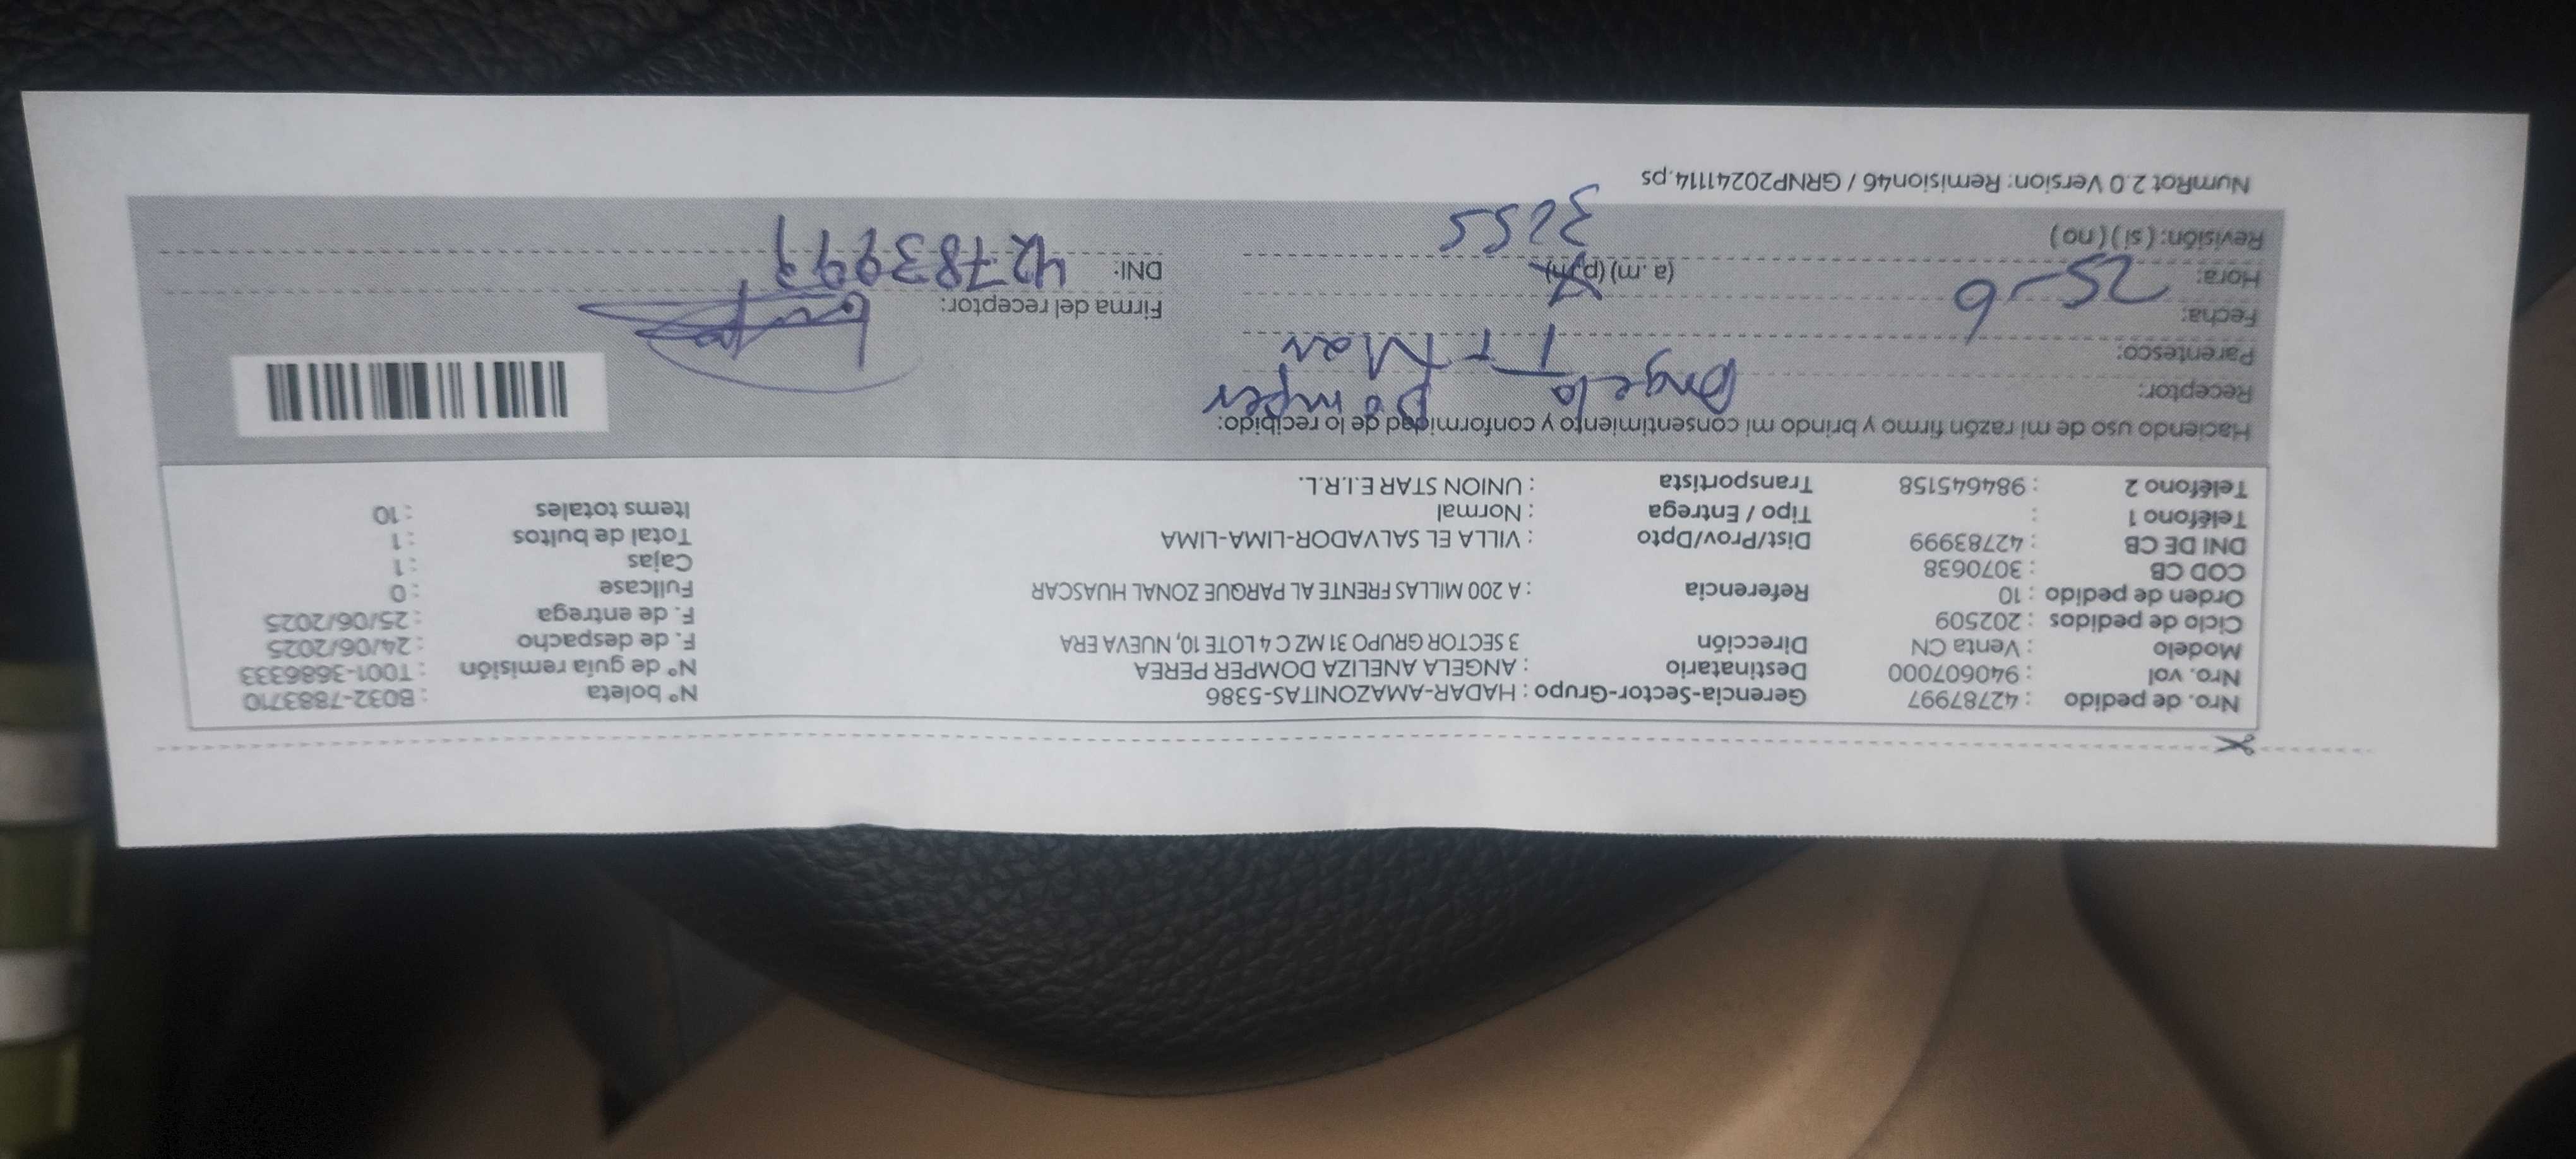 Nro. de pedido : 42787997 Gerencia-Sector-Grupo : HADAR-AMAZONITAS-5386 N° boleta : B032-7883710
Nro. vol : 940607000 Destinatario : ANGELA ANELIZA DOMPER PEREA N° de guía remisión : T001-3686333
Modelo : Venta CN Dirección 3 SECTOR GRUPO 31 MZ C 4 LOTE 10, NUEVA ERA F. de despacho : 24/06/2025
Ciclo de pedidos : 202509 F. de entrega : 25/06/2025
Orden de pedido : 10 Referencia : A 200 MILLAS FRENTE AL PARQUE ZONAL HUASCAR Fullcase : 0
COD CB : 3070638 Cajas : 1
DNI DE CB : 42783999 Dist/Prov/Dpto : VILLA EL SALVADOR-LIMA-LIMA Total de bultos : 1
Teléfono 1 : Tipo / Entrega : Normal Items totales : 10
Teléfono 2 : 984645158 Transportista : UNION STAR E.I.R.L.
Haciendo uso de mi razón firmo y brindo mi consentimiento y conformidad de lo recibido:
Receptor: Angela Domper
Parentesco:
Fecha: 25-6 Firma del receptor:
Hora: (a.m) (p.m) DNI: 42783999
Revisión: ( si ) ( no ) 3255
NumRot 2.0 Version: Remision46 / GRNP20241114.ps